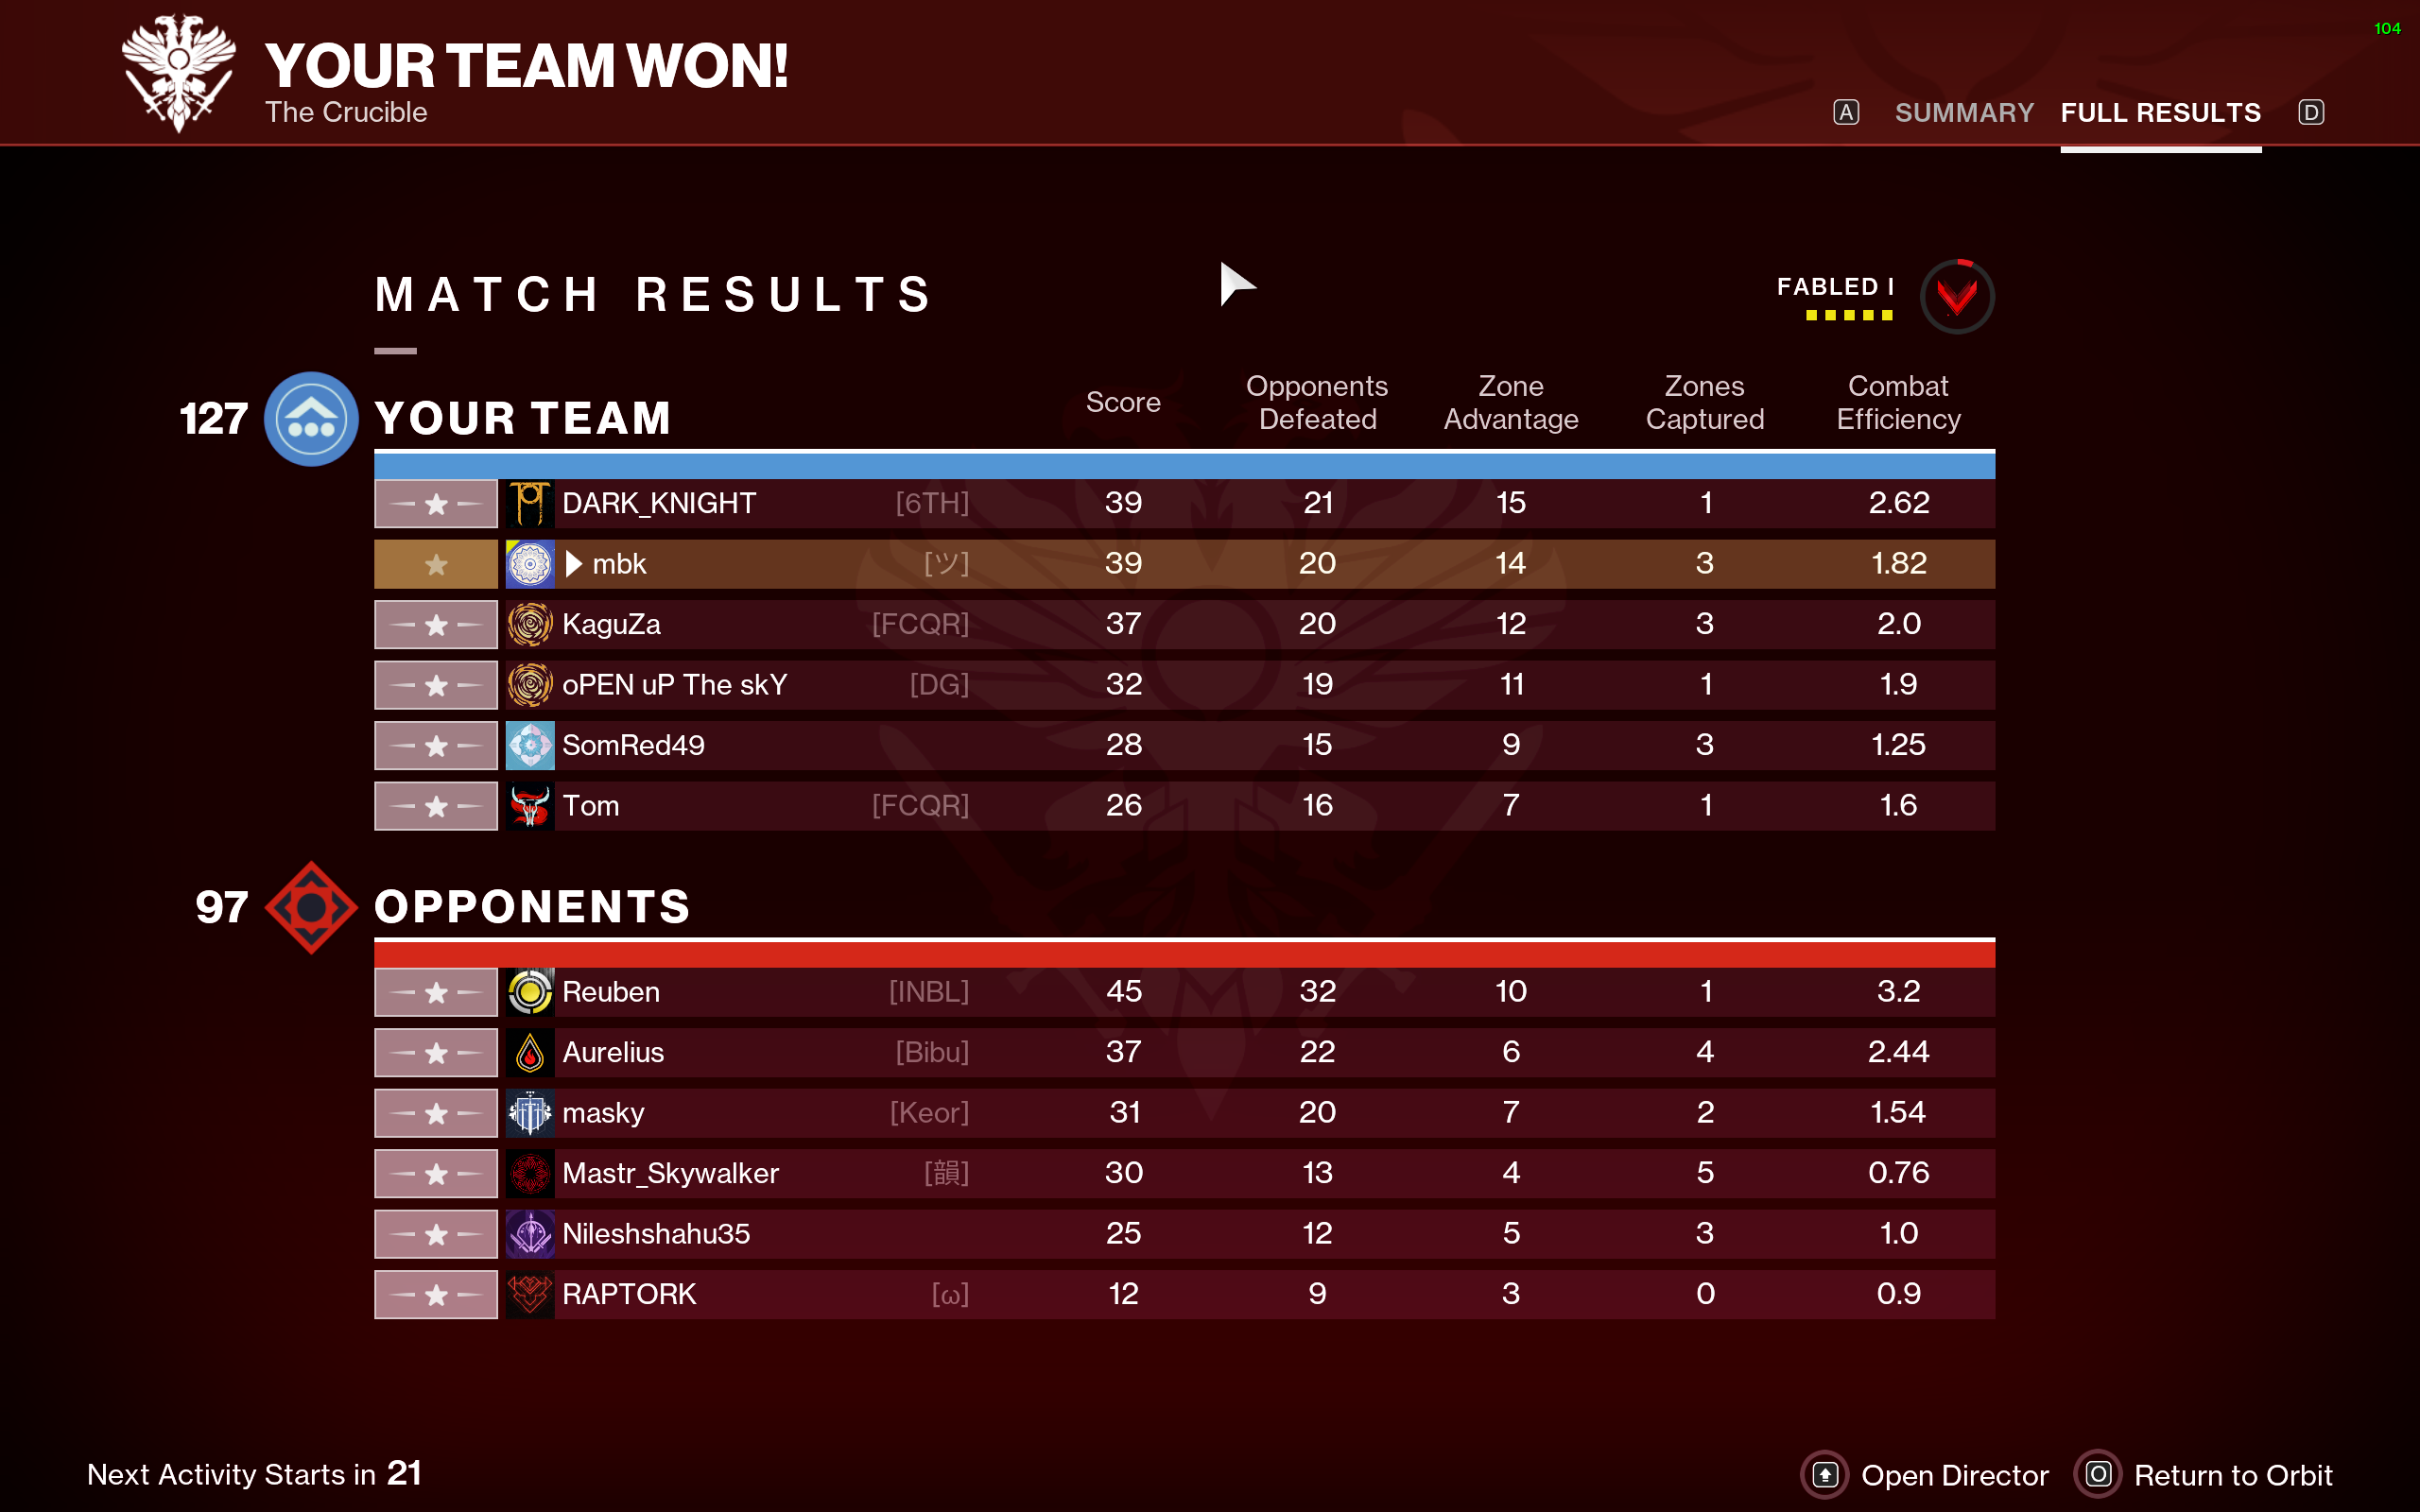 YOUR TEAM WON!
The Crucible
104
A SUMMARY FULL RESULTS D
MATCH RESULTS
FABLED I
127 YOUR TEAM Score Opponents Defeated Zone Advantage Zones Captured Combat Efficiency
DARK_KNIGHT [6TH] 39 21 15 1 2.62
mbk [ツ] 39 20 14 3 1.82
KaguZa [FCQR] 37 20 12 3 2.0
oPEN uP The skY [DG] 32 19 11 1 1.9
SomRed49 28 15 9 3 1.25
Tom [FCQR] 26 16 7 1 1.6
97 OPPONENTS
Reuben [INBL] 45 32 10 1 3.2
Aurelius [Bibu] 37 22 6 4 2.44
masky [Keor] 31 20 7 2 1.54
Mastr_Skywalker [韻] 30 13 4 5 0.76
Nileshshahu35 25 12 5 3 1.0
RAPTORK [ω] 12 9 3 0 0.9
Next Activity Starts in 21
Open Director O Return to Orbit